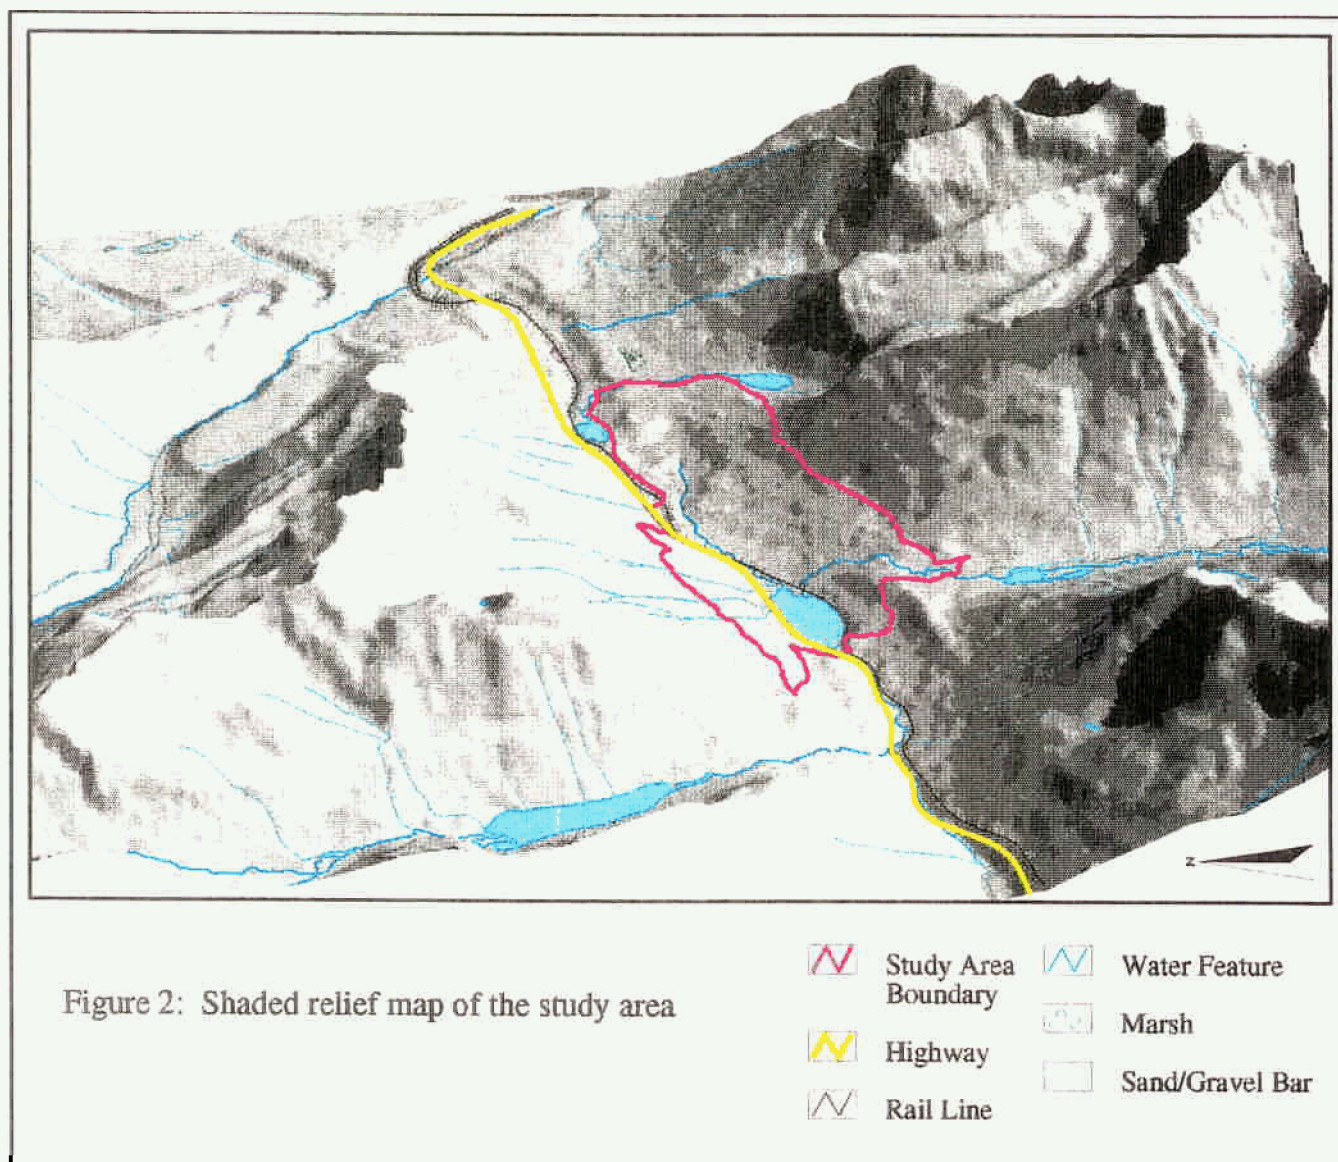 Z
Figure 2: Shaded relief map of the study area
Study Area
Boundary
Highway
Rail Line
Water Feature
Marsh
Sand/Gravel Bar